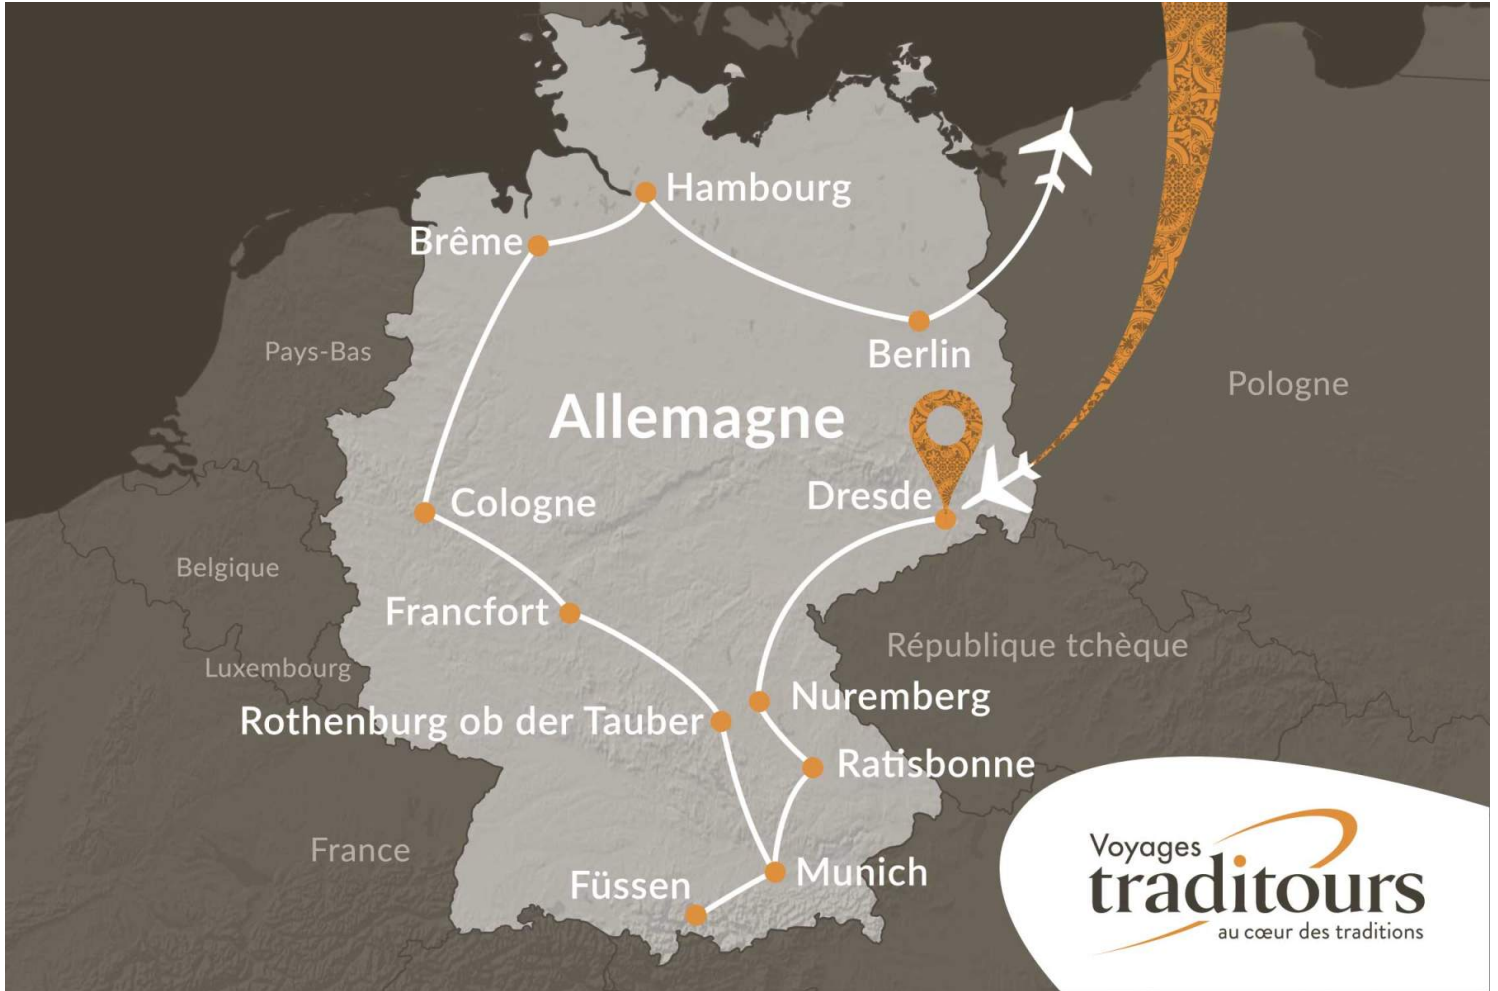 Hambourg
Brême
Berlin
Pays-Bas
Pologne
Allemagne
Dresde
Cologne
Belgique
Francfort
République tchèque
Luxembourg
Nuremberg
Rothenburg ob der Tauber
Ratisbonne
France
Munich
Füssen
Voyages
traditours
au cœur des traditions